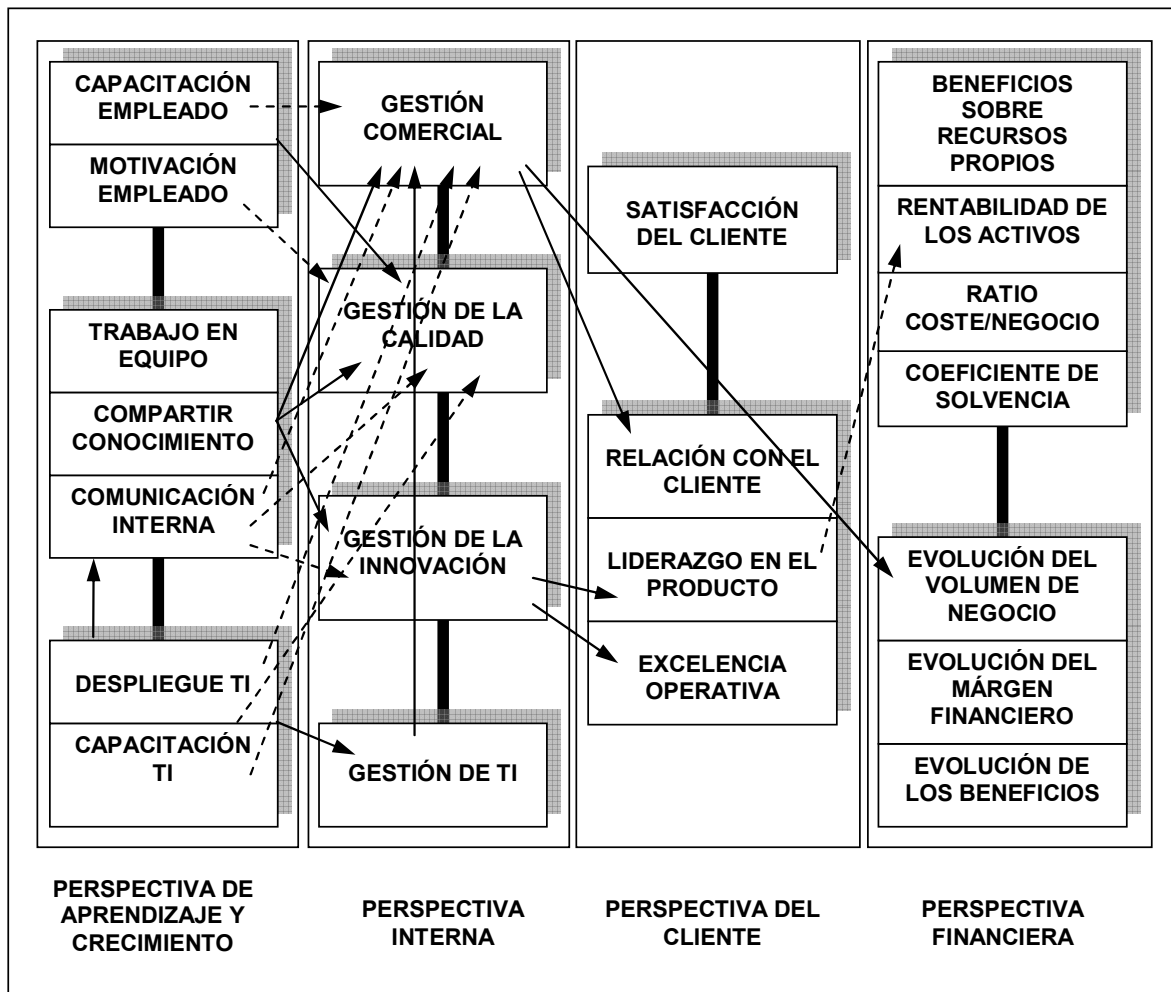 CAPACITACIÓN
EMPLEADO
MOTIVACIÓN
EMPLEADO
TRABAJO EN
EQUIPO
COMPARTIR
CONOCIMIENTO
COMUNICACIÓN
INTERNA
DESPLIEGUE TI
CAPACITACIÓN
TI
PERSPECTIVA DE
APRENDIZAJE Y
CRECIMIENTO
GESTIÓN
COMERCIAL
GESTIÓN DE LA
CALIDAD
GESTIÓN DE LA
INNOVACIÓN
GESTIÓN DE TI
PERSPECTIVA
INTERNA
SATISFACCIÓN
DEL CLIENTE
RELACIÓN CON EL
CLIENTE
LIDERAZGO EN EL
PRODUCTO
EXCELENCIA
OPERATIVA
PERSPECTIVA DEL
CLIENTE
BENEFICIOS
SOBRE
RECURSOS
PROPIOS
RENTABILIDAD DE
LOS ACTIVOS
RATIO
COSTE/NEGOCIO
COEFICIENTE DE
SOLVENCIA
EVOLUCIÓN DEL
VOLUMEN DE
NEGOCIO
EVOLUCIÓN DEL
MÁRGEN
FINANCIERO
EVOLUCIÓN DE
LOS BENEFICIOS
PERSPECTIVA
FINANCIERA